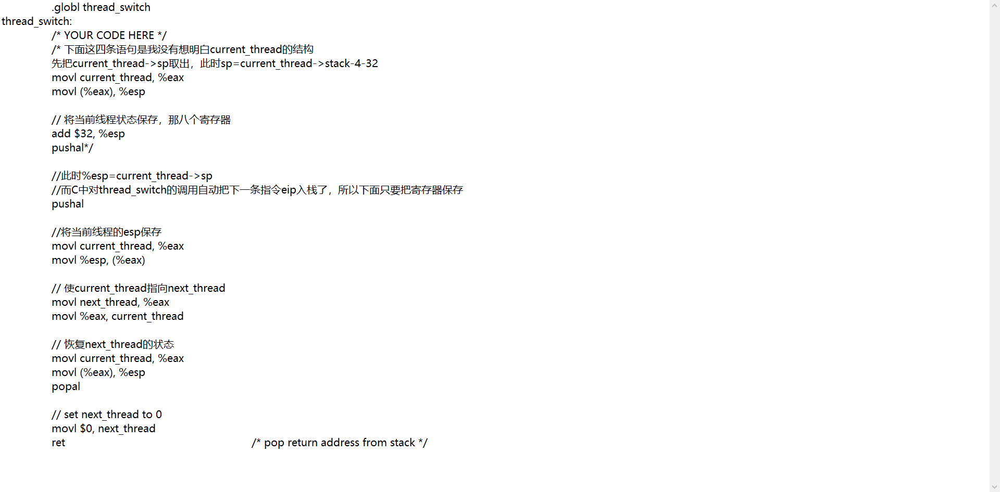 .globl thread_switch
thread_switch:
/* YOUR CODE HERE */
/* 下面这四条语句是我没有想明白current_thread的结构
先把current_thread->sp取出，此时sp=current_thread->stack-4-32
movl current_thread, %eax
movl (%eax), %esp
// 将当前线程状态保存，那八个寄存器
add $32, %esp
pushal*/
//此时%esp=current_thread->sp
//而C中对thread_switch的调用自动把下一条指令eip入栈了，所以下面只要把寄存器保存
pushal
//将当前线程的esp保存
movl current_thread, %eax
movl %esp, (%eax)
// 使current_thread指向next_thread
movl next_thread, %eax
movl %eax, current_thread
// 恢复next_thread的状态
movl current_thread, %eax
movl (%eax), %esp
popal
// set next_thread to 0
movl $0, next_thread
ret /* pop return address from stack */